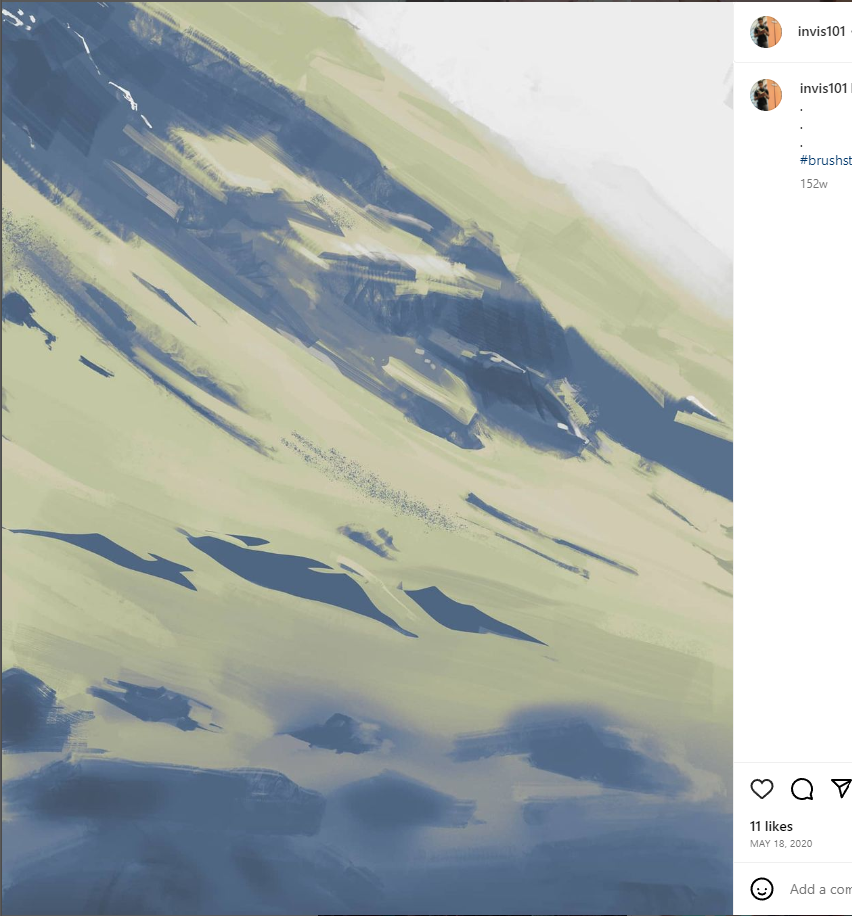 invis101
invis101
.
.
.
#brushst
152w
11 likes
MAY 18, 2020
Add a com